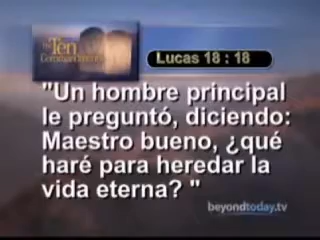 The
Ten
Commandments
Lucas 18 : 18
"Un hombre principal
le preguntó, diciendo:
Maestro bueno, ¿qué
haré para heredar la
vida eterna? "
beyondtoday.tv